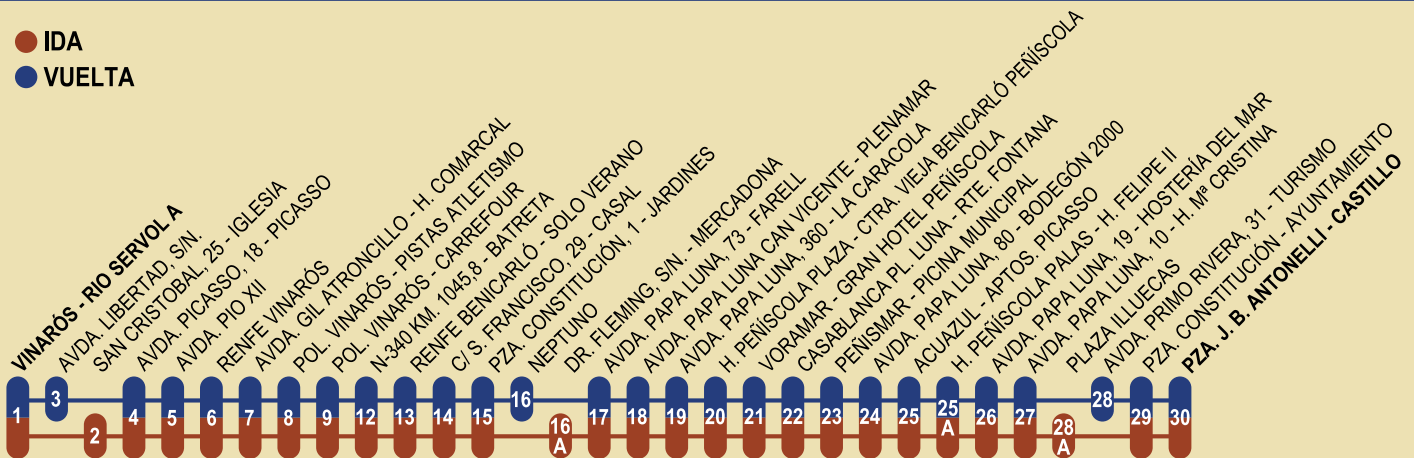 IDA
VUELTA
VINARÓS - RIO SERVOL A
AVDA. LIBERTAD, S/N.
SAN CRISTOBAL, 25 - IGLESIA
AVDA. PICASSO, 18 - PICASSO
AVDA. PIO XII
RENFE VINARÓS
AVDA. GIL ATRONCILLO - H. COMARCAL
POL. VINARÓS - PISTAS ATLETISMO
POL. VINARÓS - CARREFOUR
N-340 KM. 1045,8 - BATRETA
RENFE BENICARLÓ - SOLO VERANO
C/ S. FRANCISCO, 29 - CASAL
PZA. CONSTITUCIÓN, 1 - JARDINES
NEPTUNO
DR. FLEMING, S/N. - MERCADONA
AVDA. PAPA LUNA, 73 - FARELL
AVDA. PAPA LUNA CAN VICENTE - PLENAMAR
AVDA. PAPA LUNA, 360 - LA CARACOLA
H. PEÑÍSCOLA PLAZA - CTRA. VIEJA BENICARLÓ PEÑÍSCOLA
VORAMAR - GRAN HOTEL PEÑÍSCOLA
CASABLANCA PL. LUNA - RTE. FONTANA
PEÑISMAR - PISCINA MUNICIPAL
AVDA. PAPA LUNA, 80 - BODEGÓN 2000
ACUAZUL - APTOS. PICASSO
H. PEÑÍSCOLA PALAS - H. FELIPE II
AVDA. PAPA LUNA, 19 - HOSTERÍA DEL MAR
AVDA. PAPA LUNA, 10 - H. Mª CRISTINA
PLAZA ILLUECAS
AVDA. PRIMO RIVERA, 31 - TURISMO
PZA. CONSTITUCIÓN - AYUNTAMIENTO
PZA. J. B. ANTONELLI - CASTILLO
1
3
2
4
5
6
7
8
9
12
13
14
15
16
16
A
17
18
19
20
21
22
23
24
25
25
A
26
27
28
A
28
29
30